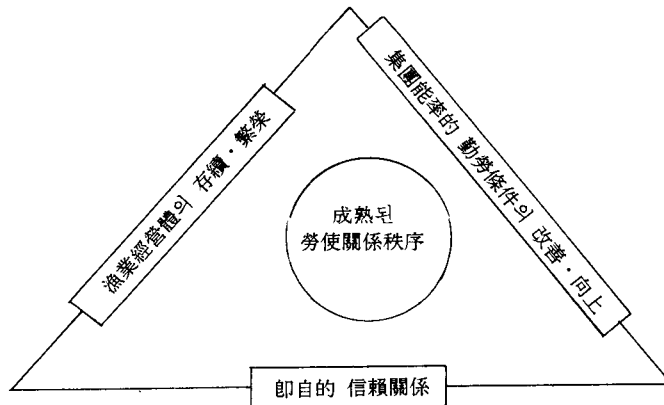 漁業經營體의 存續·繁榮
集團能率的 勤勞條件의 改善·向上
成熟된
勞使關係秩序
卽自的 信賴關係